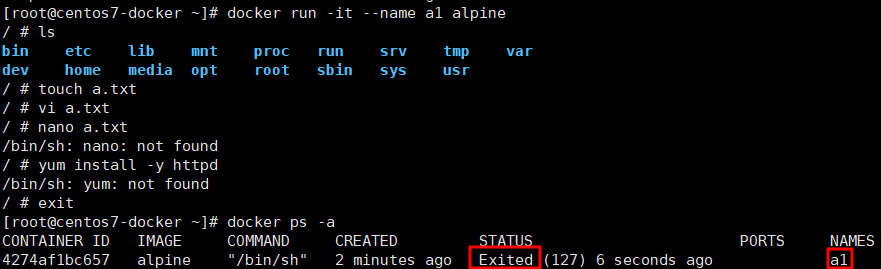 [root@centos7-docker ~]# docker run -it --name a1 alpine
/ # ls
bin    etc    lib    mnt    proc   run    srv    tmp    var
dev    home   media  opt    root   sbin   sys    usr
/ # touch a.txt
/ # vi a.txt
/ # nano a.txt
/bin/sh: nano: not found
/ # yum install -y httpd
/bin/sh: yum: not found
/ # exit
[root@centos7-docker ~]# docker ps -a
CONTAINER ID   IMAGE     COMMAND     CREATED         STATUS                       PORTS     NAMES
4274af1bc657   alpine    "/bin/sh"   2 minutes ago   Exited (127) 6 seconds ago             a1